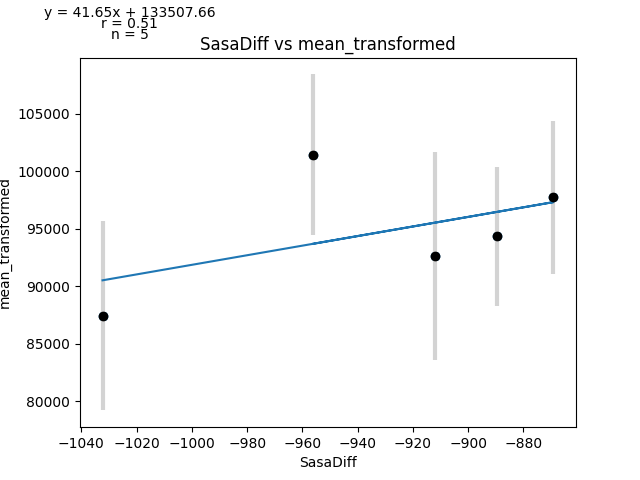 y = 41.65x + 133507.66
r = 0.51
n = 5
SasaDiff vs mean_transformed
mean_transformed
105000
100000
95000
90000
85000
80000
−1040 −1020 −1000 −980 −960 −940 −920 −900 −880
SasaDiff